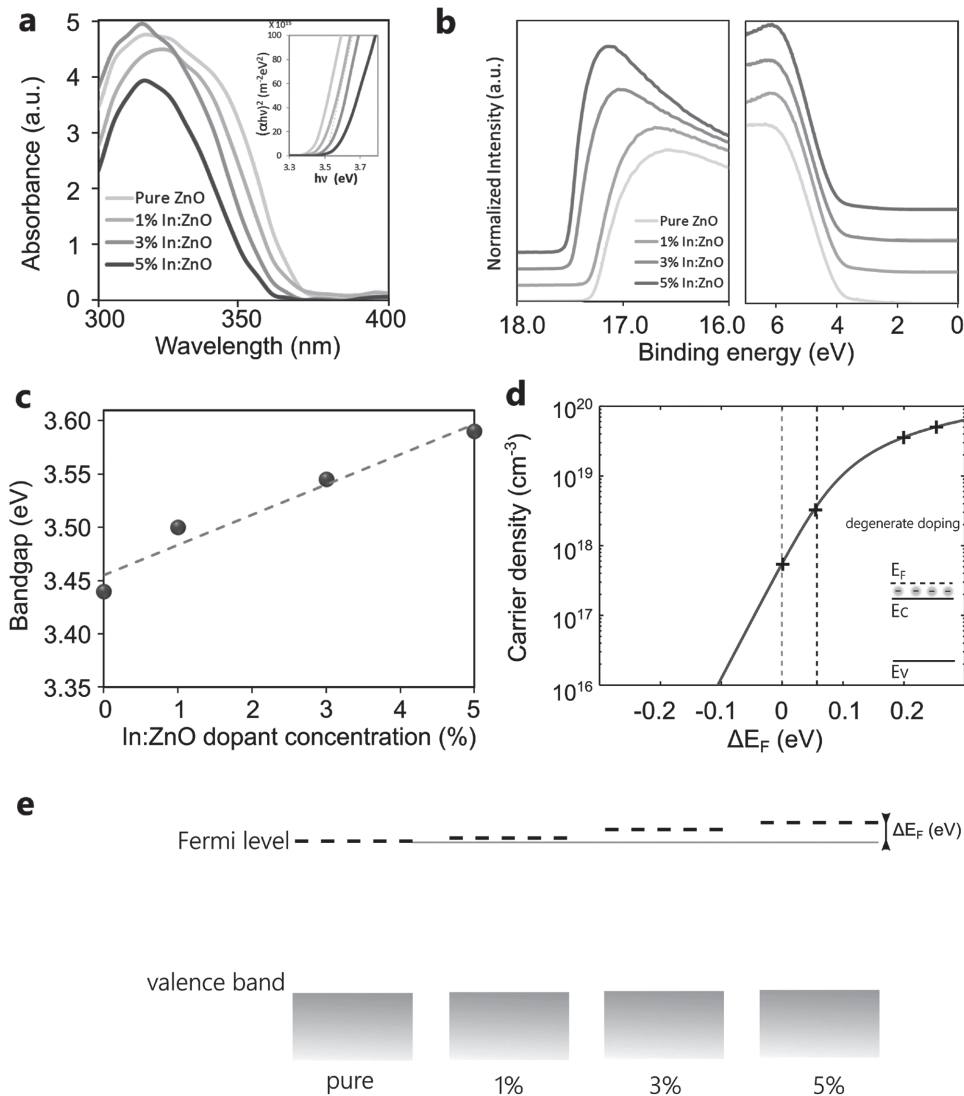 a
Absorbance (a.u.)
5
4
3
2
1
0
300
350
400
Wavelength (nm)
Pure ZnO
1% In:ZnO
3% In:ZnO
5% In:ZnO
X 10¹⁵
(αhν)² (m⁻²eV²)
100
80
60
40
20
0
3.3
3.5
3.7
hν (eV)
b
Normalized Intensity (a.u.)
Pure ZnO
1% In:ZnO
3% In:ZnO
5% In:ZnO
18.0
17.0
16.0
6
4
2
0
Binding energy (eV)
c
Bandgap (eV)
3.60
3.55
3.50
3.45
3.40
3.35
0
1
2
3
4
5
In:ZnO dopant concentration (%)
d
Carrier density (cm⁻³)
10²⁰
10¹⁹
10¹⁸
10¹⁷
10¹⁶
-0.2
-0.1
0
0.1
0.2
ΔE_F (eV)
degenerate doping
E_F
Ec
Ev
e
Fermi level
ΔE_F (eV)
valence band
pure
1%
3%
5%